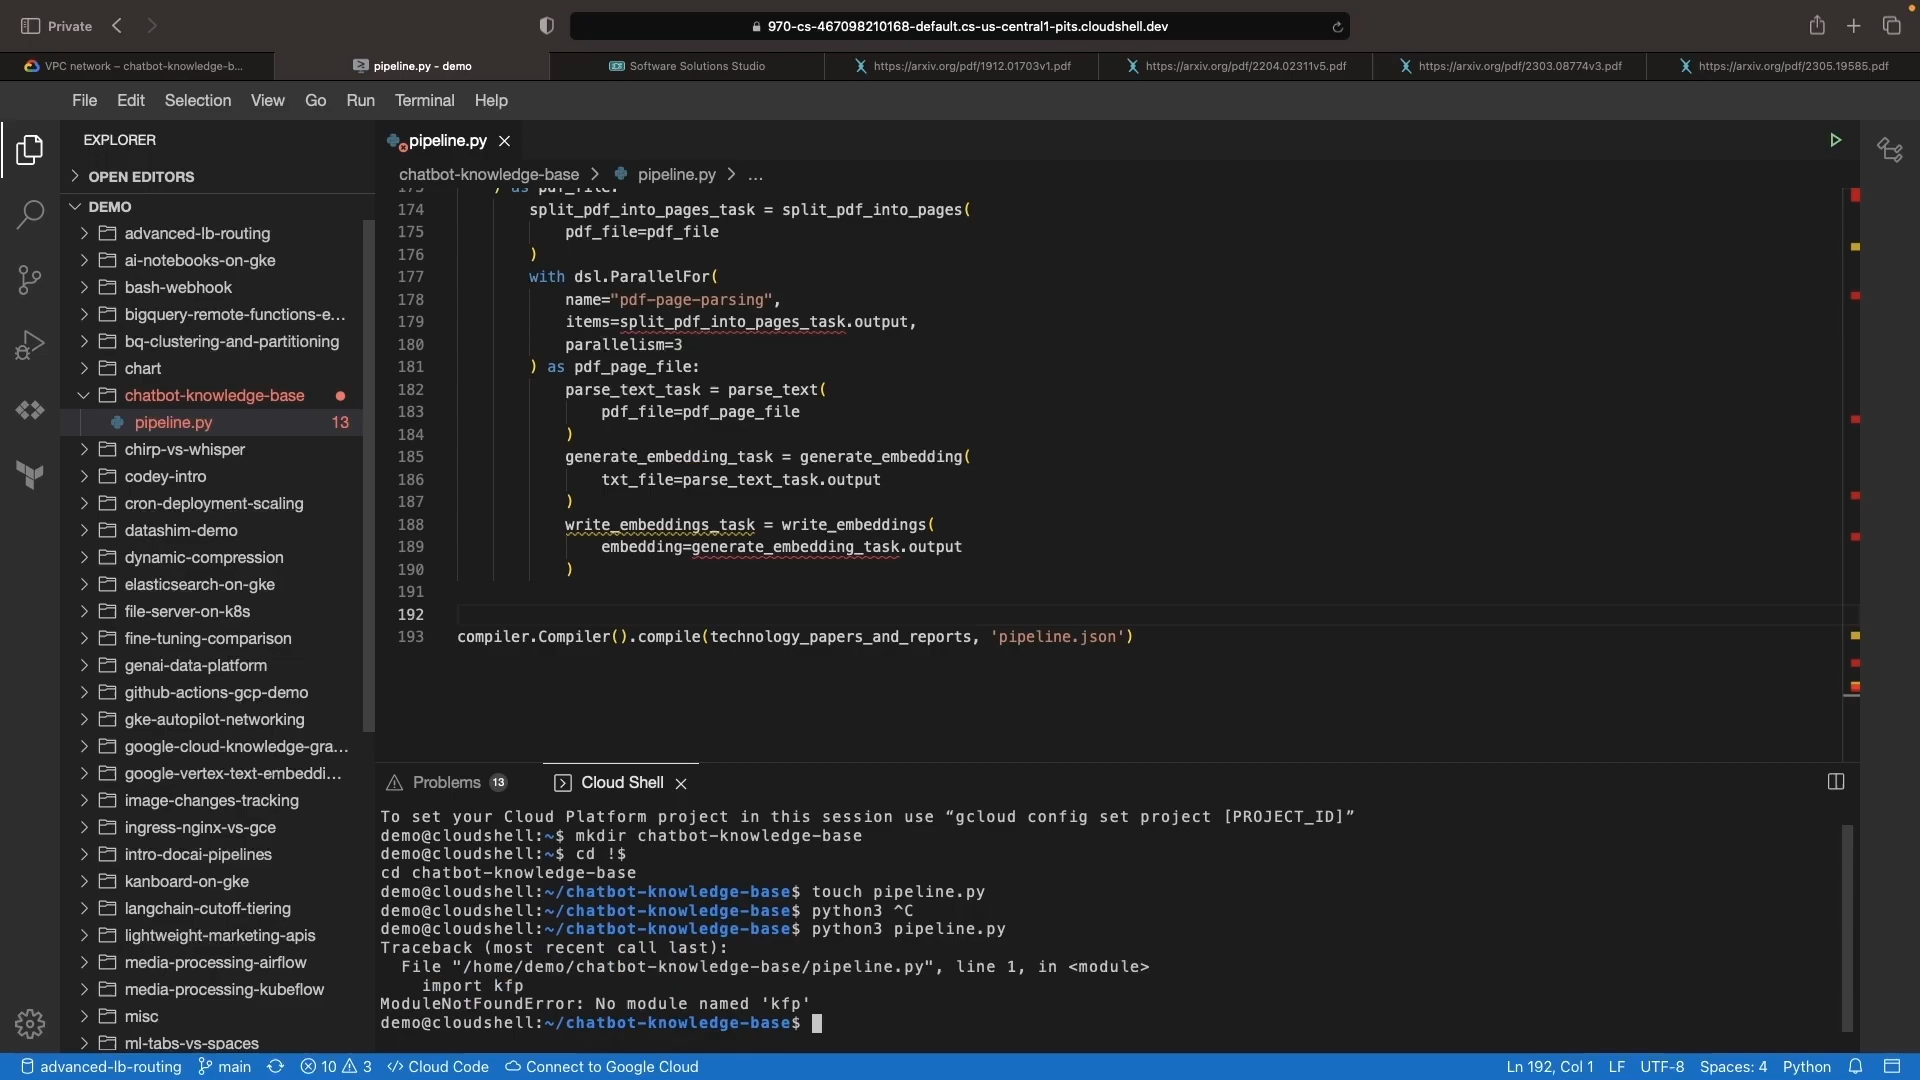 Private
970-cs-467098210168-default.cs-us-central1-pits.cloudshell.dev
VPC network – chatbot-knowledge-b...
pipeline.py - demo
Software Solutions Studio
https://arxiv.org/pdf/1912.01703v1.pdf
https://arxiv.org/pdf/2204.02311v5.pdf
https://arxiv.org/pdf/2303.08774v3.pdf
https://arxiv.org/pdf/2305.19585.pdf
File Edit Selection View Go Run Terminal Help
EXPLORER
OPEN EDITORS
DEMO
advanced-lb-routing
ai-notebooks-on-gke
bash-webhook
bigquery-remote-functions-e...
bq-clustering-and-partitioning
chart
chatbot-knowledge-base
pipeline.py 13
chirp-vs-whisper
codey-intro
cron-deployment-scaling
datashim-demo
dynamic-compression
elasticsearch-on-gke
file-server-on-k8s
fine-tuning-comparison
genai-data-platform
github-actions-gcp-demo
gke-autopilot-networking
google-cloud-knowledge-gra...
google-vertex-text-embeddi...
image-changes-tracking
ingress-nginx-vs-gce
intro-docai-pipelines
kanboard-on-gke
langchain-cutoff-tiering
lightweight-marketing-apis
media-processing-airflow
media-processing-kubeflow
misc
ml-tabs-vs-spaces
pipeline.py
chatbot-knowledge-base > pipeline.py > ...
173 ) as pdf_file:
174 split_pdf_into_pages_task = split_pdf_into_pages(
175 pdf_file=pdf_file
176 )
177 with dsl.ParallelFor(
178 name="pdf-page-parsing",
179 items=split_pdf_into_pages_task.output,
180 parallelism=3
181 ) as pdf_page_file:
182 parse_text_task = parse_text(
183 pdf_file=pdf_page_file
184 )
185 generate_embedding_task = generate_embedding(
186 txt_file=parse_text_task.output
187 )
188 write_embeddings_task = write_embeddings(
189 embedding=generate_embedding_task.output
190 )
191
192
193 compiler.Compiler().compile(technology_papers_and_reports, 'pipeline.json')
Problems 13
Cloud Shell
To set your Cloud Platform project in this session use “gcloud config set project [PROJECT_ID]”
demo@cloudshell:~$ mkdir chatbot-knowledge-base
demo@cloudshell:~$ cd !$
cd chatbot-knowledge-base
demo@cloudshell:~/chatbot-knowledge-base$ touch pipeline.py
demo@cloudshell:~/chatbot-knowledge-base$ python3 ^C
demo@cloudshell:~/chatbot-knowledge-base$ python3 pipeline.py
Traceback (most recent call last):
File "/home/demo/chatbot-knowledge-base/pipeline.py", line 1, in <module>
import kfp
ModuleNotFoundError: No module named 'kfp'
demo@cloudshell:~/chatbot-knowledge-base$
advanced-lb-routing main 10 3 Cloud Code Connect to Google Cloud
Ln 192, Col 1 LF UTF-8 Spaces: 4 Python